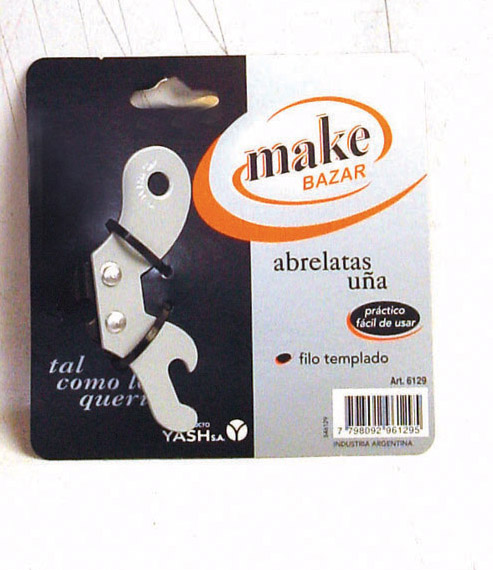 make
BAZAR
abrelatas
uña
práctico
fácil de usar
filo templado
Art. 6129
tal
como
YASH SA
7 798092 961295
INDUSTRIA ARGENTINA